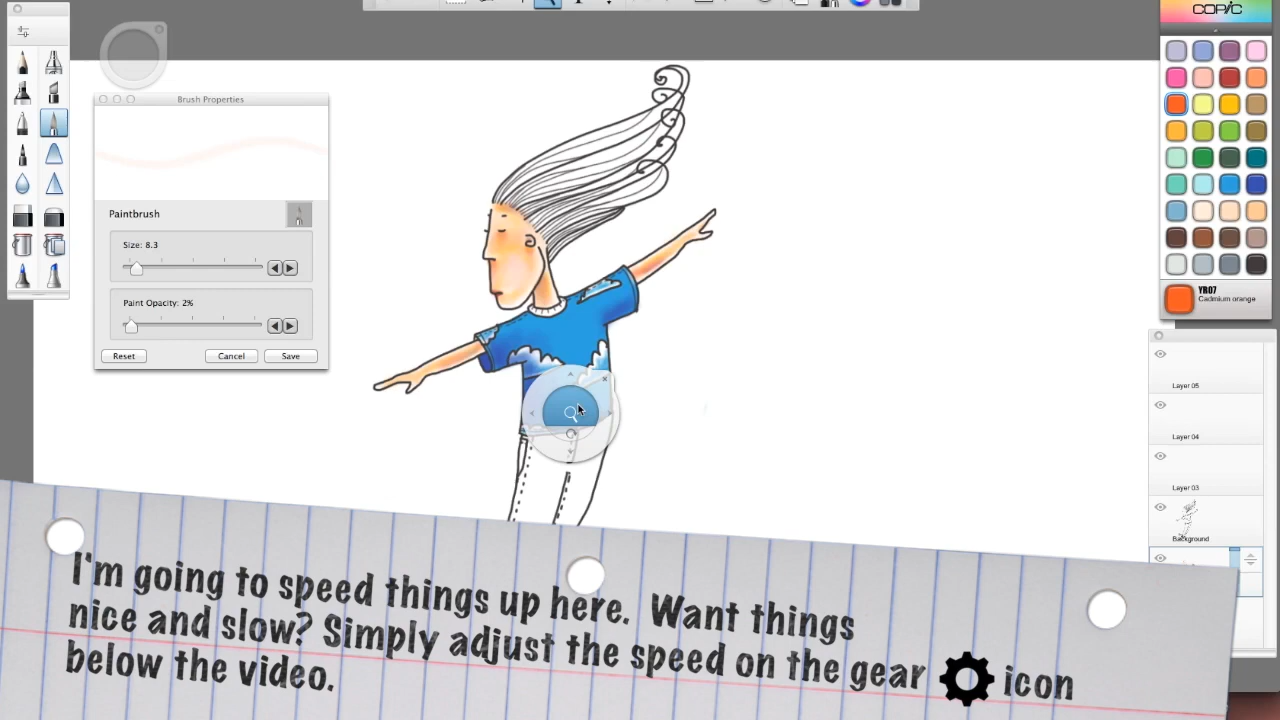 COPIC
Brush Properties
Paintbrush
Size: 8.3
Paint Opacity: 2%
Reset
Cancel
Save
YR07
Cadmium orange
Layer 05
Layer 04
Layer 03
Background
I'm going to speed things up here. Want things
nice and slow? Simply adjust the speed on the gear icon
below the video.